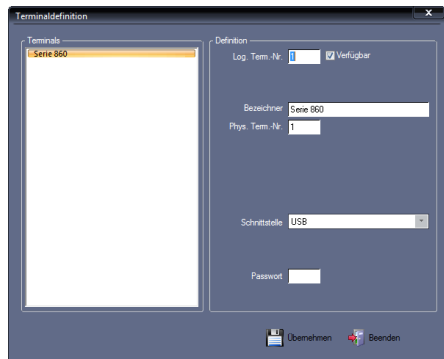 Terminaldefinition
x
Terminals
Serie 860
Definition
Log. Term.-Nr. 1 Verfügbar
Bezeichner Serie 860
Phys. Term.-Nr. 1
Schnittstelle USB
Passwort
Übernehmen Beenden